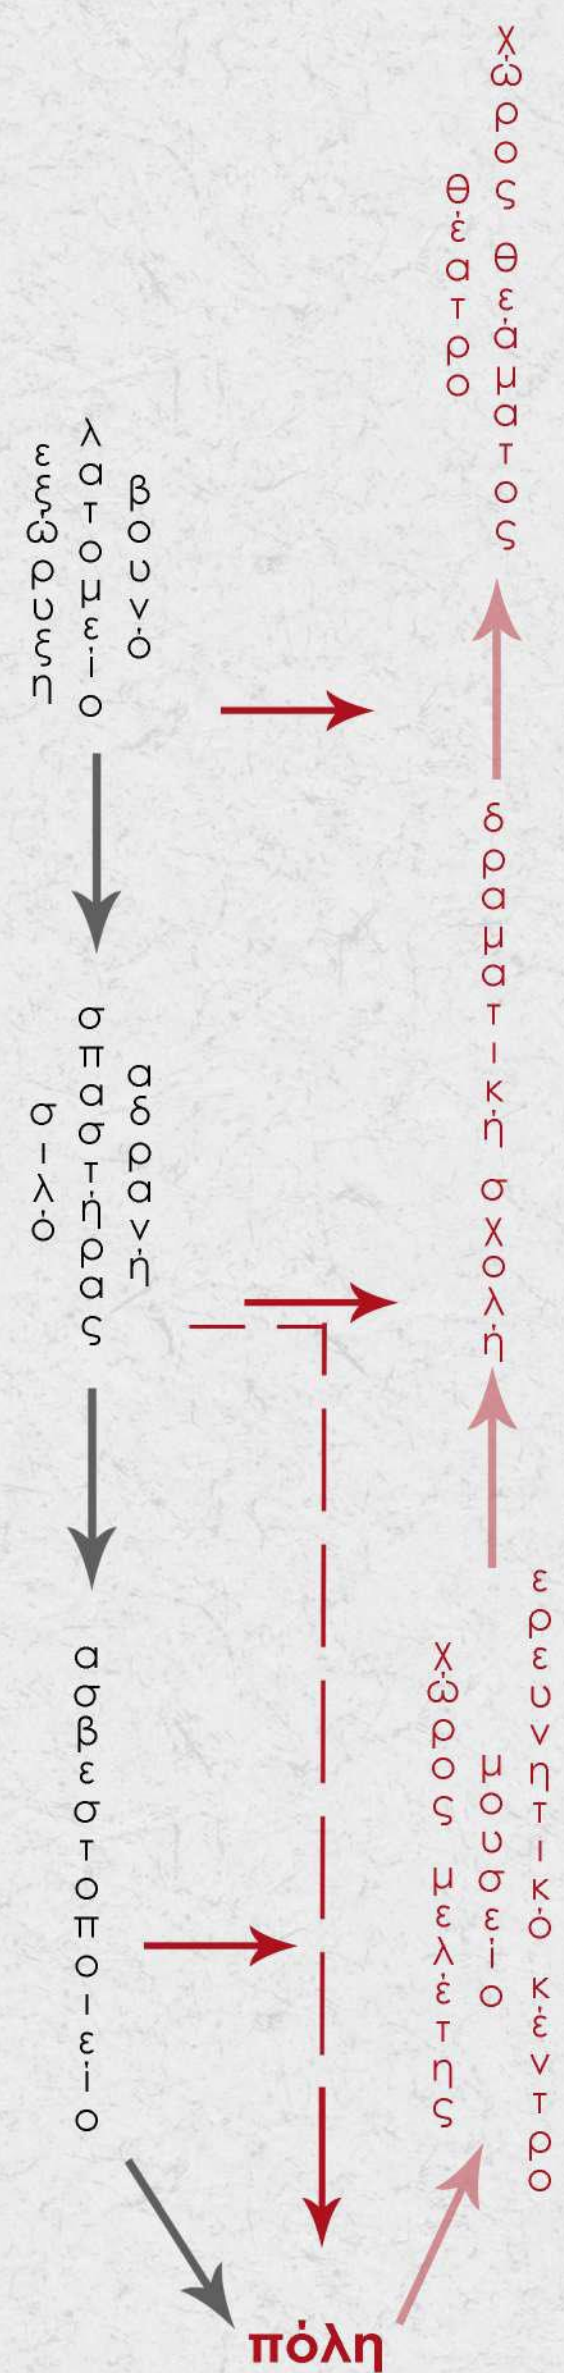 εξώρυξη
λατομείο
βουνό
σιλό
σπαστήρας
αδρανή
ασβεστοποιείο
πόλη
χώρος μελέτης
μουσείο
ερευνητικό κέντρο
δραματική σχολή
θέατρο
χώρος θεάματος